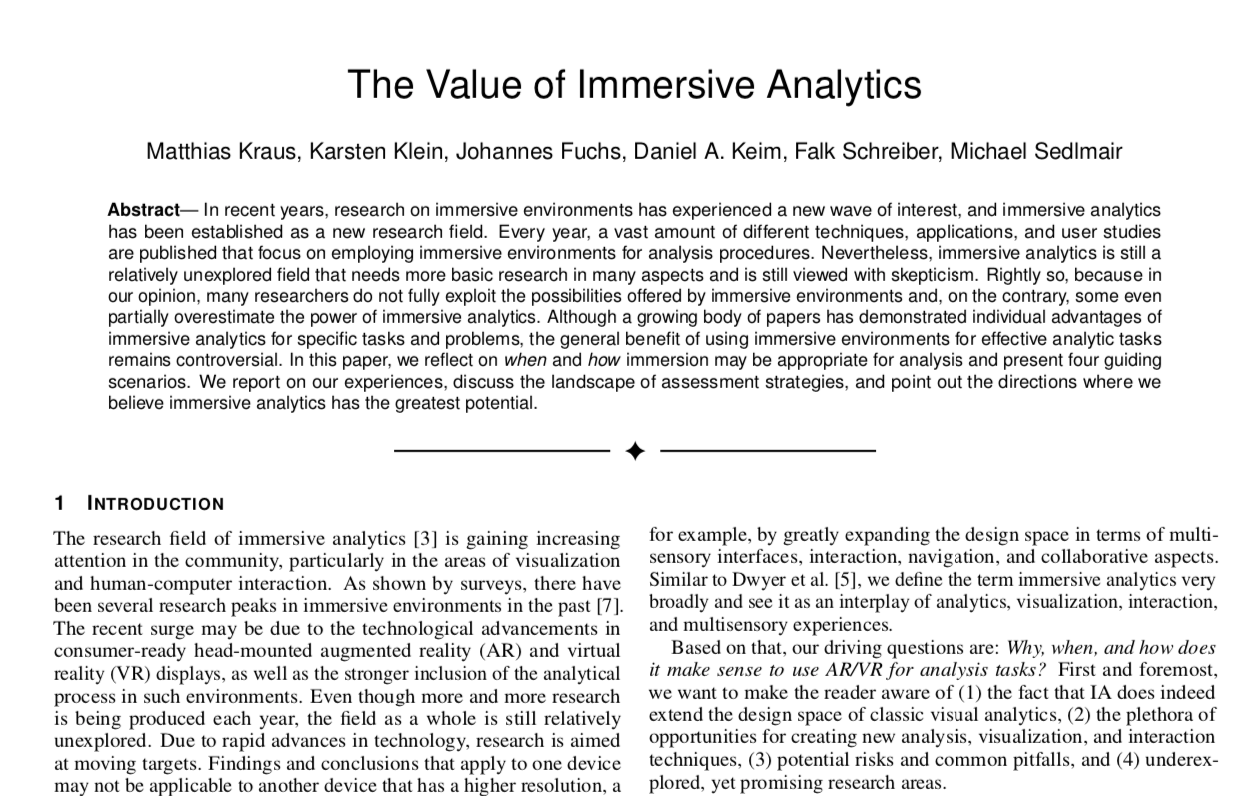 The Value of Immersive Analytics
Matthias Kraus, Karsten Klein, Johannes Fuchs, Daniel A. Keim, Falk Schreiber, Michael Sedlmair
Abstract— In recent years, research on immersive environments has experienced a new wave of interest, and immersive analytics
has been established as a new research field. Every year, a vast amount of different techniques, applications, and user studies
are published that focus on employing immersive environments for analysis procedures. Nevertheless, immersive analytics is still a
relatively unexplored field that needs more basic research in many aspects and is still viewed with skepticism. Rightly so, because in
our opinion, many researchers do not fully exploit the possibilities offered by immersive environments and, on the contrary, some even
partially overestimate the power of immersive analytics. Although a growing body of papers has demonstrated individual advantages of
immersive analytics for specific tasks and problems, the general benefit of using immersive environments for effective analytic tasks
remains controversial. In this paper, we reflect on when and how immersion may be appropriate for analysis and present four guiding
scenarios. We report on our experiences, discuss the landscape of assessment strategies, and point out the directions where we
believe immersive analytics has the greatest potential.
1 INTRODUCTION
The research field of immersive analytics [3] is gaining increasing
attention in the community, particularly in the areas of visualization
and human-computer interaction. As shown by surveys, there have
been several research peaks in immersive environments in the past [7].
The recent surge may be due to the technological advancements in
consumer-ready head-mounted augmented reality (AR) and virtual
reality (VR) displays, as well as the stronger inclusion of the analytical
process in such environments. Even though more and more research
is being produced each year, the field as a whole is still relatively
unexplored. Due to rapid advances in technology, research is aimed
at moving targets. Findings and conclusions that apply to one device
may not be applicable to another device that has a higher resolution, a
for example, by greatly expanding the design space in terms of multi-
sensory interfaces, interaction, navigation, and collaborative aspects.
Similar to Dwyer et al. [5], we define the term immersive analytics very
broadly and see it as an interplay of analytics, visualization, interaction,
and multisensory experiences.
Based on that, our driving questions are: Why, when, and how does
it make sense to use AR/VR for analysis tasks? First and foremost,
we want to make the reader aware of (1) the fact that IA does indeed
extend the design space of classic visual analytics, (2) the plethora of
opportunities for creating new analysis, visualization, and interaction
techniques, (3) potential risks and common pitfalls, and (4) underex-
plored, yet promising research areas.